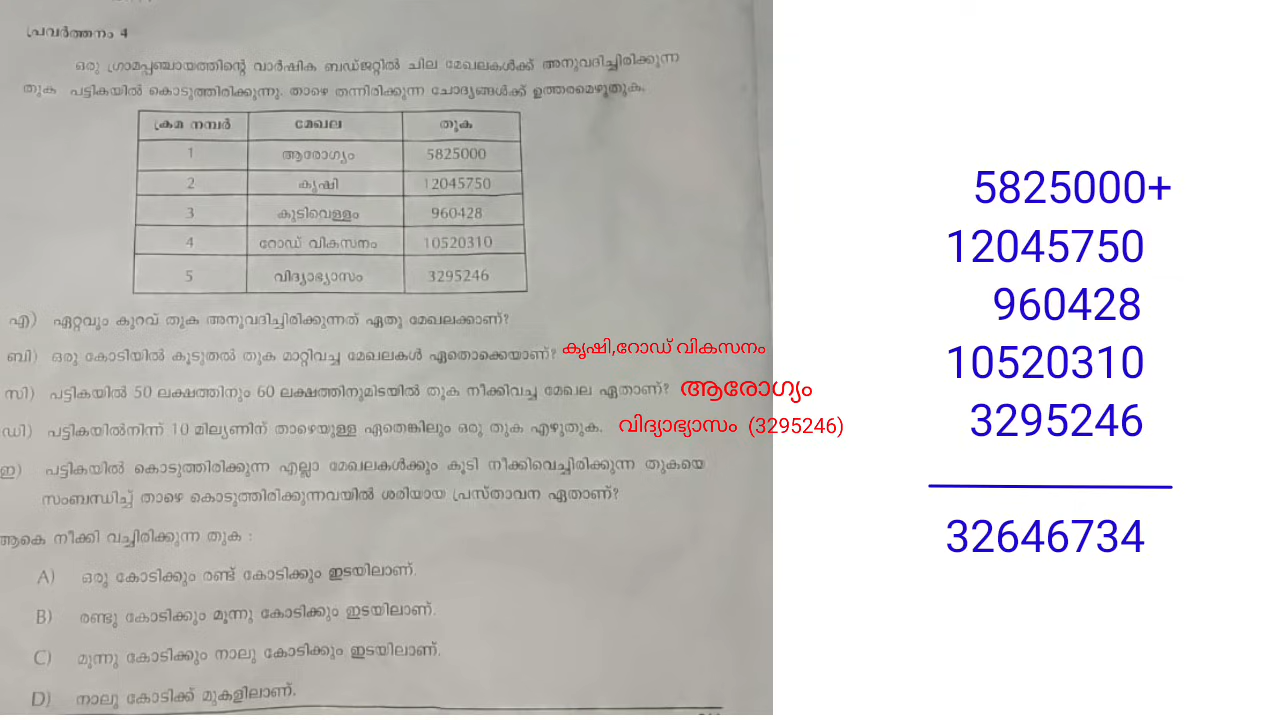 പ്രവർത്തനം 4
ഒരു ഗ്രാമപ്പഞ്ചായത്തിന്റെ വാർഷിക ബഡ്ജറ്റിൽ ചില മേഖലകൾക്ക് അനുവദിച്ചിരിക്കുന്ന
തുക പട്ടികയിൽ കൊടുത്തിരിക്കുന്നു. താഴെ തന്നിരിക്കുന്ന ചോദ്യങ്ങൾക്ക് ഉത്തരമെഴുതുക.
ക്രമ നമ്പർ മേഖല തുക
1 ആരോഗ്യം 5825000
2 കൃഷി 12045750
3 കുടിവെള്ളം 960428
4 റോഡ് വികസനം 10520310
5 വിദ്യാഭ്യാസം 3295246
എ) ഏറ്റവും കുറവ് തുക അനുവദിച്ചിരിക്കുന്നത് ഏതു മേഖലക്കാണ്?
ബി) ഒരു കോടിയിൽ കൂടുതൽ തുക മാറ്റിവച്ച മേഖലകൾ ഏതൊക്കെയാണ്? കൃഷി,റോഡ് വികസനം
സി) പട്ടികയിൽ 50 ലക്ഷത്തിനും 60 ലക്ഷത്തിനുമിടയിൽ തുക നീക്കിവച്ച മേഖല ഏതാണ്? ആരോഗ്യം
ഡി) പട്ടികയിൽനിന്ന് 10 മില്യണിന് താഴെയുള്ള ഏതെങ്കിലും ഒരു തുക എഴുതുക. വിദ്യാഭ്യാസം (3295246)
ഇ) പട്ടികയിൽ കൊടുത്തിരിക്കുന്ന എല്ലാ മേഖലകൾക്കും കൂടി നീക്കിവെച്ചിരിക്കുന്ന തുകയെ
സംബന്ധിച്ച് താഴെ കൊടുത്തിരിക്കുന്നവയിൽ ശരിയായ പ്രസ്താവന ഏതാണ്?
ആകെ നീക്കി വച്ചിരിക്കുന്ന തുക :
A) ഒരു കോടിക്കും രണ്ട് കോടിക്കും ഇടയിലാണ്.
B) രണ്ടു കോടിക്കും മൂന്നു കോടിക്കും ഇടയിലാണ്.
C) മൂന്നു കോടിക്കും നാലു കോടിക്കും ഇടയിലാണ്.
D) നാലു കോടിക്ക് മുകളിലാണ്.
5825000+
12045750
960428
10520310
3295246
32646734